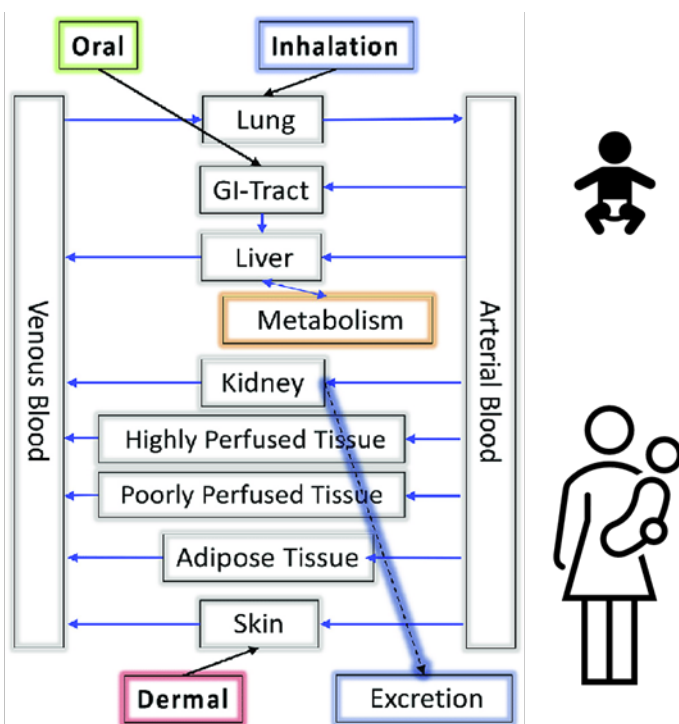 Oral
Inhalation
Lung
GI-Tract
Liver
Metabolism
Venous Blood
Arterial Blood
Kidney
Highly Perfused Tissue
Poorly Perfused Tissue
Adipose Tissue
Skin
Dermal
Excretion